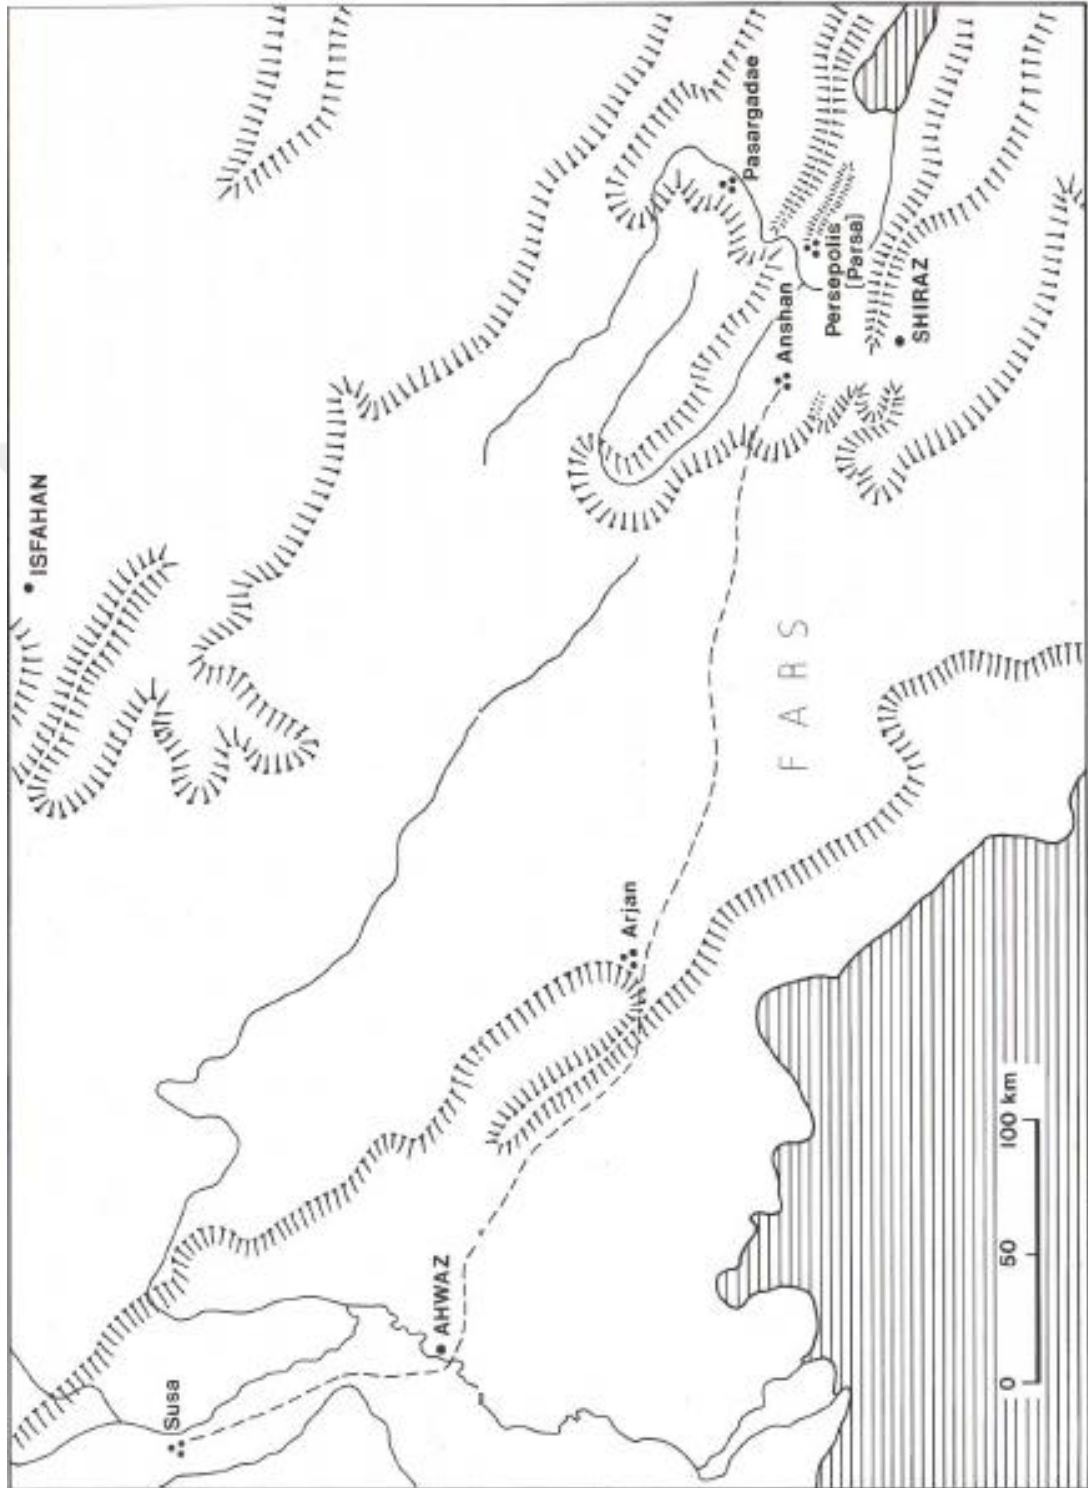 ISFAHAN
Susa
AHWAZ
Arjan
Pasargadae
Anshan
Persepolis
[Parsa]
SHIRAZ
FARS
0 50 100 km